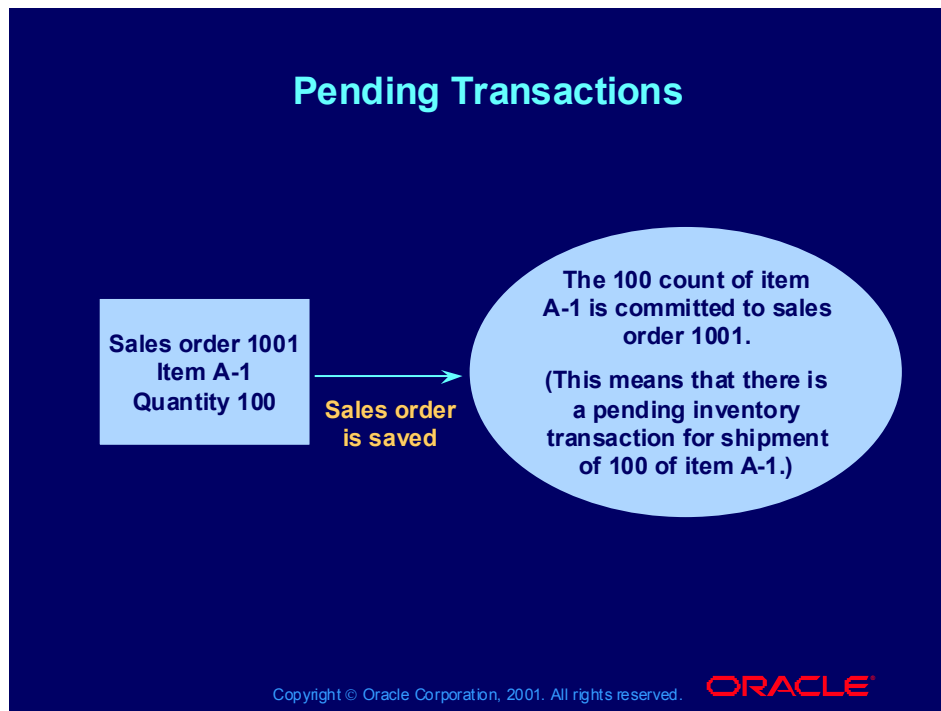 Pending Transactions
Sales order 1001
Item A-1
Quantity 100
Sales order
is saved
The 100 count of item
A-1 is committed to sales
order 1001.
(This means that there is
a pending inventory
transaction for shipment
of 100 of item A-1.)
Copyright © Oracle Corporation, 2001. All rights reserved.
ORACLE®